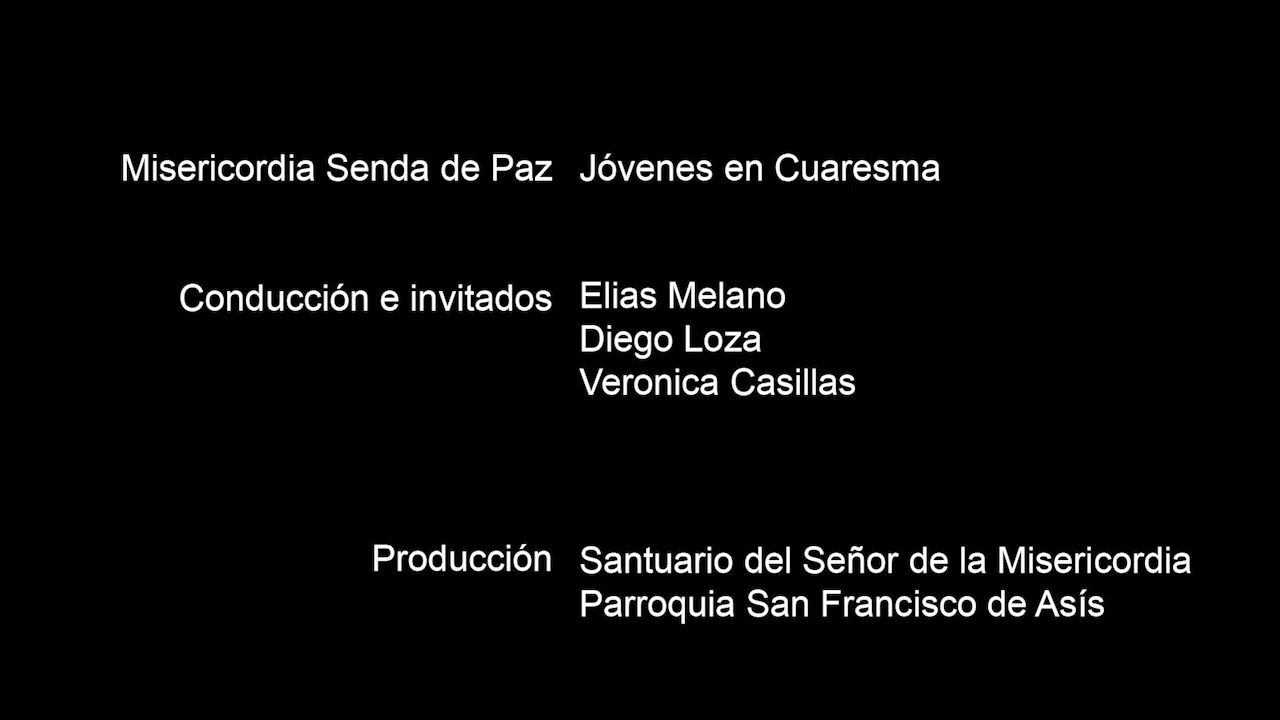 Misericordia Senda de Paz Jóvenes en Cuaresma
Conducción e invitados Elias Melano
Diego Loza
Veronica Casillas
Producción Santuario del Señor de la Misericordia
Parroquia San Francisco de Asís